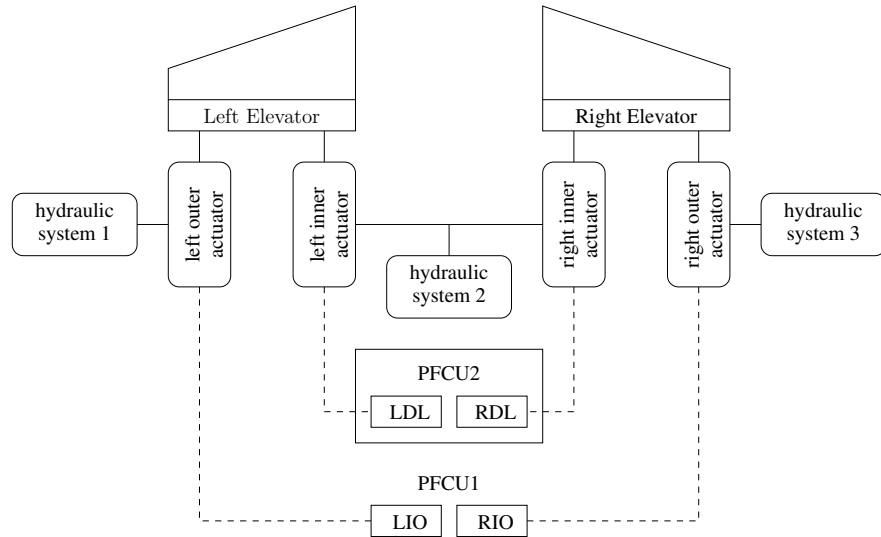 Left Elevator
Right Elevator
left outer
actuator
left inner
actuator
right inner
actuator
right outer
actuator
hydraulic
system 1
hydraulic
system 2
hydraulic
system 3
PFCU2
LDL
RDL
PFCU1
LIO
RIO